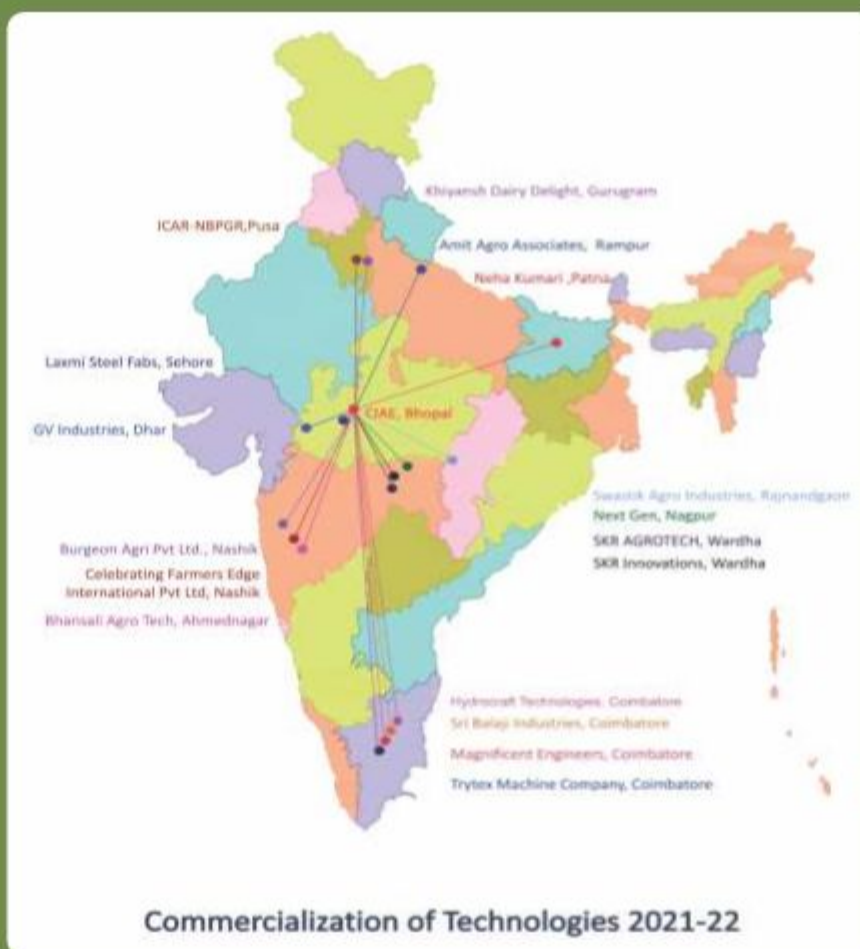 Khiyansh Dairy Delight, Gurugram
ICAR-NBPGR,Pusa
Amit Agro Associates, Rampur
Neha Kumari ,Patna
Laxmi Steel Fabs, Sehore
CIAE, Bhopal
GV Industries, Dhar
Swastik Agro Industries, Rajnandgaon
Next Gen, Nagpur
SKR AGROTECH, Wardha
SKR Innovations, Wardha
Burgeon Agri Pvt Ltd., Nashik
Celebrating Farmers Edge
International Pvt Ltd, Nashik
Bhansali Agro Tech, Ahmednagar
Hydrocraft Technologies, Coimbatore
Sri Balaji Industries, Coimbatore
Magnificent Engineers, Coimbatore
Trytex Machine Company, Coimbatore
Commercialization of Technologies 2021-22